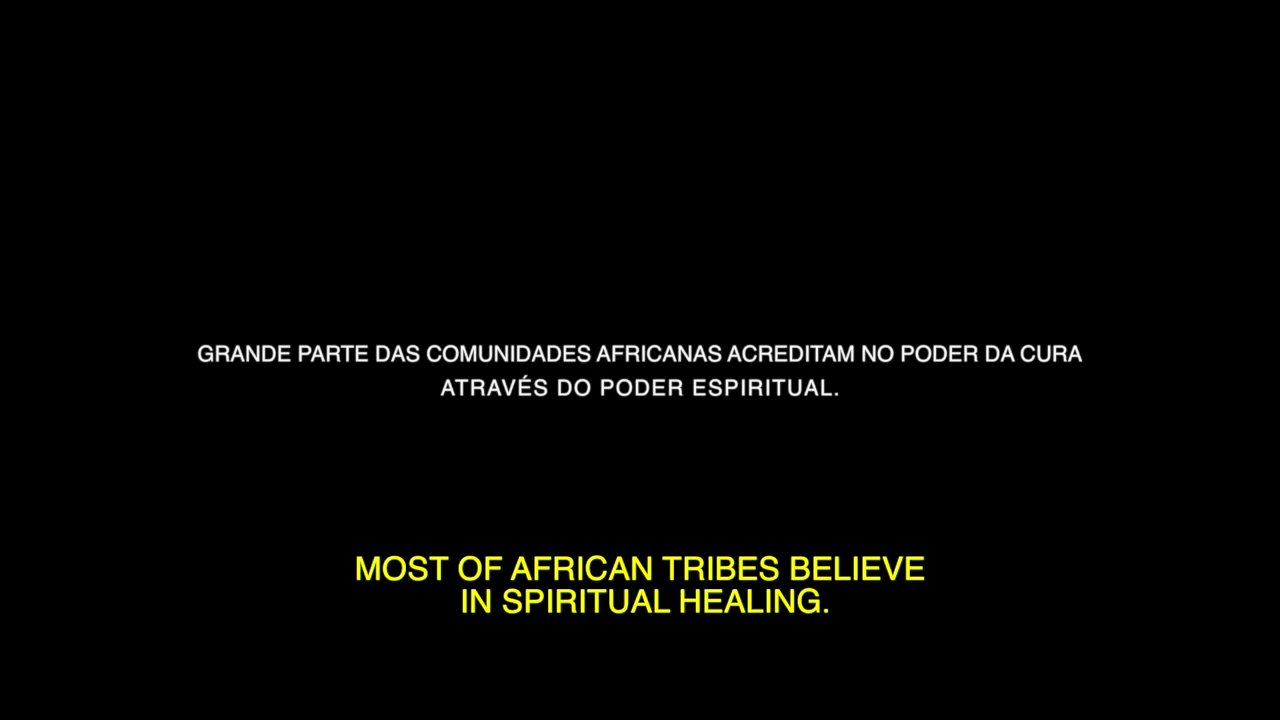 GRANDE PARTE DAS COMUNIDADES AFRICANAS ACREDITAM NO PODER DA CURA
ATRAVÉS DO PODER ESPIRITUAL.
MOST OF AFRICAN TRIBES BELIEVE
IN SPIRITUAL HEALING.